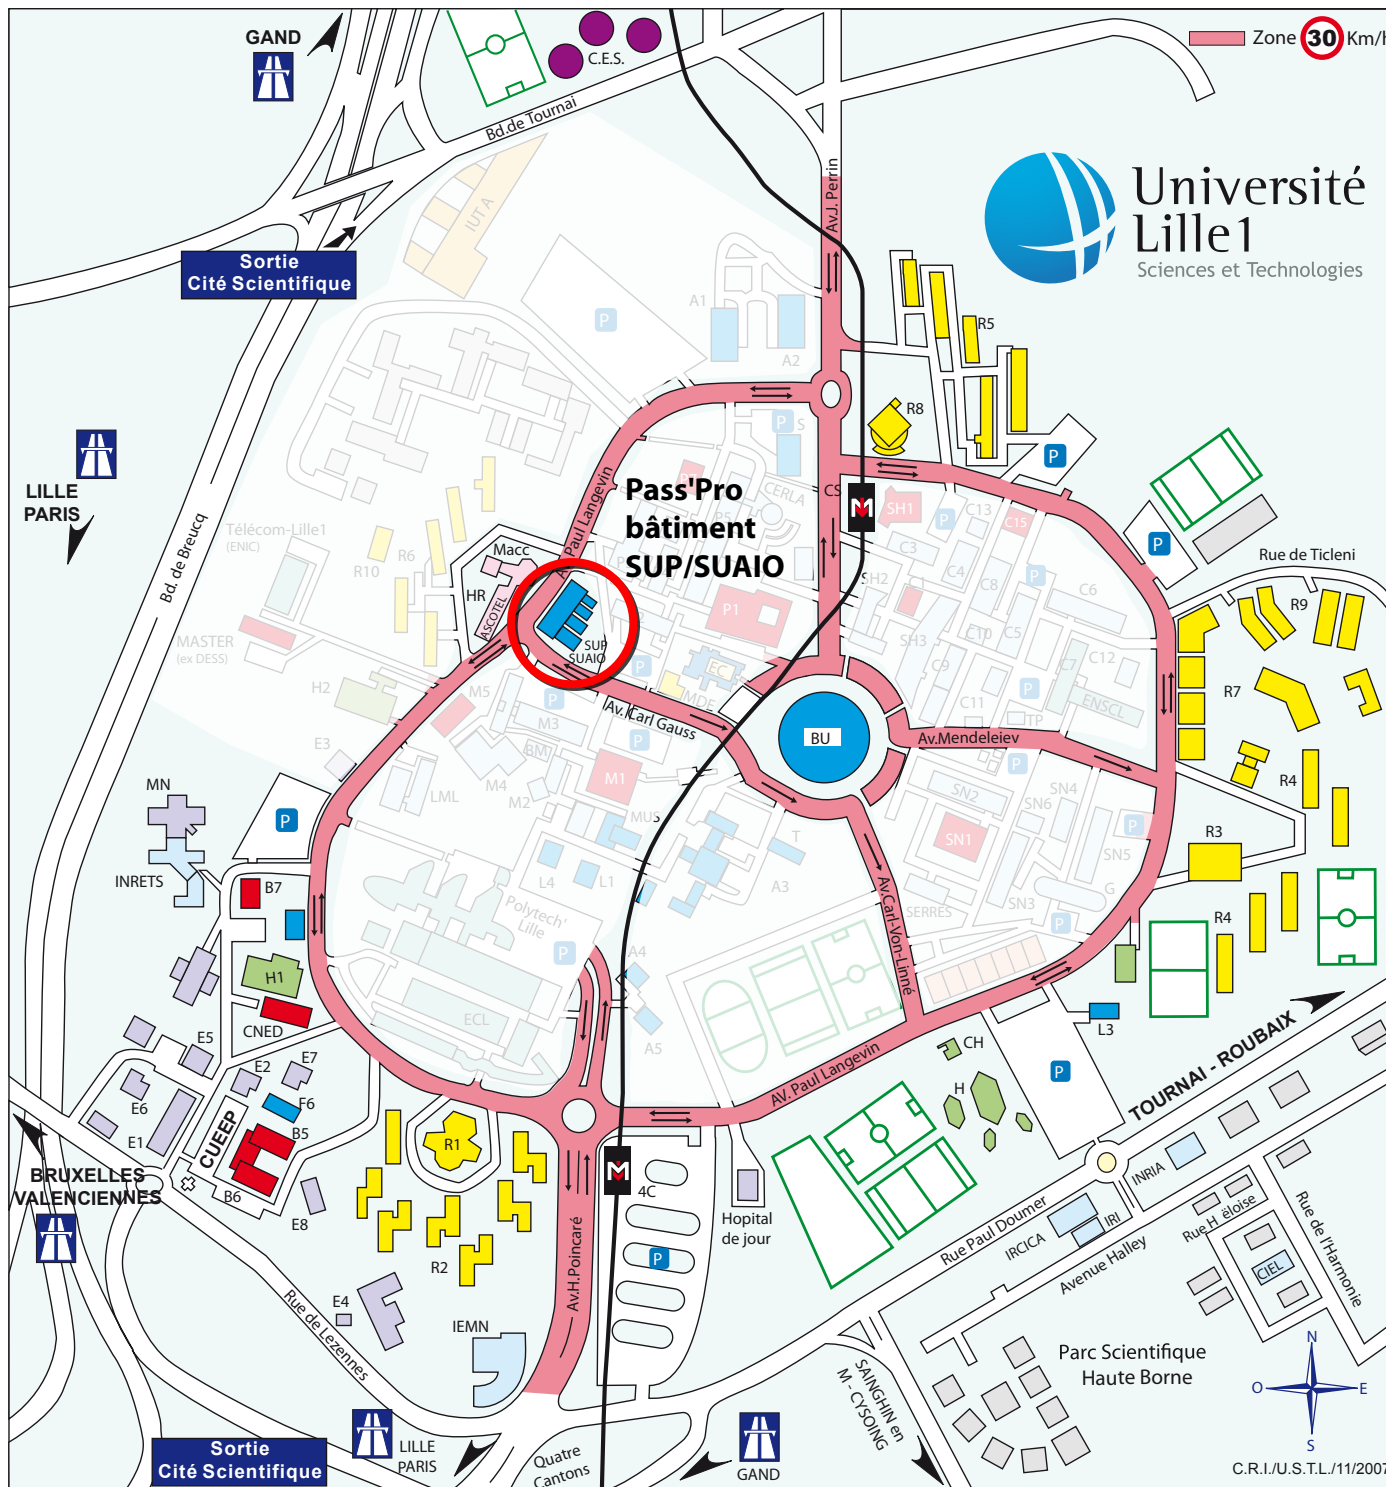 GAND
C.E.S.
Zone 30 Km/h
Bd.de Tournai
IUT A
Av.J. Perrin
Université
Lille1
Sciences et Technologies
Sortie
Cité Scientifique
P
A1
A2
R5
R8
P
S
P
LILLE
PARIS
Bd. de Breucq
Av. Paul Langevin
Pass'Pro
bâtiment
SUP/SUAIO
CERLA
CS
M
SH1
P
C13
C15
P
Rue de Ticleni
Télécom-Lille1
(ENIC)
R10
R6
Macc
HR
ASCOTEL
SUP
SUAIO
P1
SH2
C3
C4
C8
P
C6
R9
MASTER
(ex DESS)
SH3
C10
C5
C9
C7
C12
ENSCL
P
EC
MDE
H2
M5
P
M3
Av. Carl Gauss
P
BU
C11
TP
Av.Mendeleiev
R7
E3
BM
M4
M1
M2
LML
MUS
P
SN2
SN4
SN6
R4
MN
P
INRETS
T
SN1
P
SN5
R3
L4
L1
A3
B7
Polytech'
Lille
P
Av.Carl-Von-Linné
SERRES
SN3
G
P
R4
H1
CNED
A4
A5
ECL
L3
E5
E7
E2
E6
E1
F6
B5
CUEEP
B6
E8
R1
AV. Paul Langevin
CH
H
P
TOURNAI - ROUBAIX
BRUXELLES
VALENCIENNES
M
4C
Hopital
de jour
INRIA
IRI
IRCICA
Rue Paul Doumer
Rue H éloise
Rue de l'Harmonie
CIEL
Avenue Halley
R2
Av.H.Poincaré
P
E4
IEMN
Rue de Lezennes
Parc Scientifique
Haute Borne
N
O
E
S
SAINGHIN en
M - CYSOING
LILLE
PARIS
Quatre
Cantons
GAND
Sortie
Cité Scientifique
C.R.I./U.S.T.L./11/2007